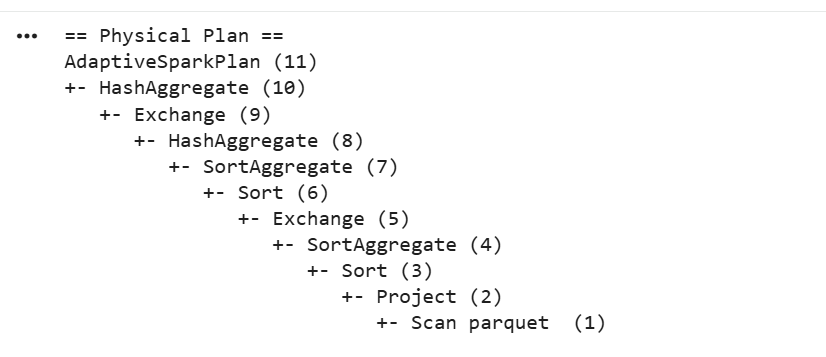 ••• == Physical Plan ==
AdaptiveSparkPlan (11)
+- HashAggregate (10)
+- Exchange (9)
+- HashAggregate (8)
+- SortAggregate (7)
+- Sort (6)
+- Exchange (5)
+- SortAggregate (4)
+- Sort (3)
+- Project (2)
+- Scan parquet  (1)